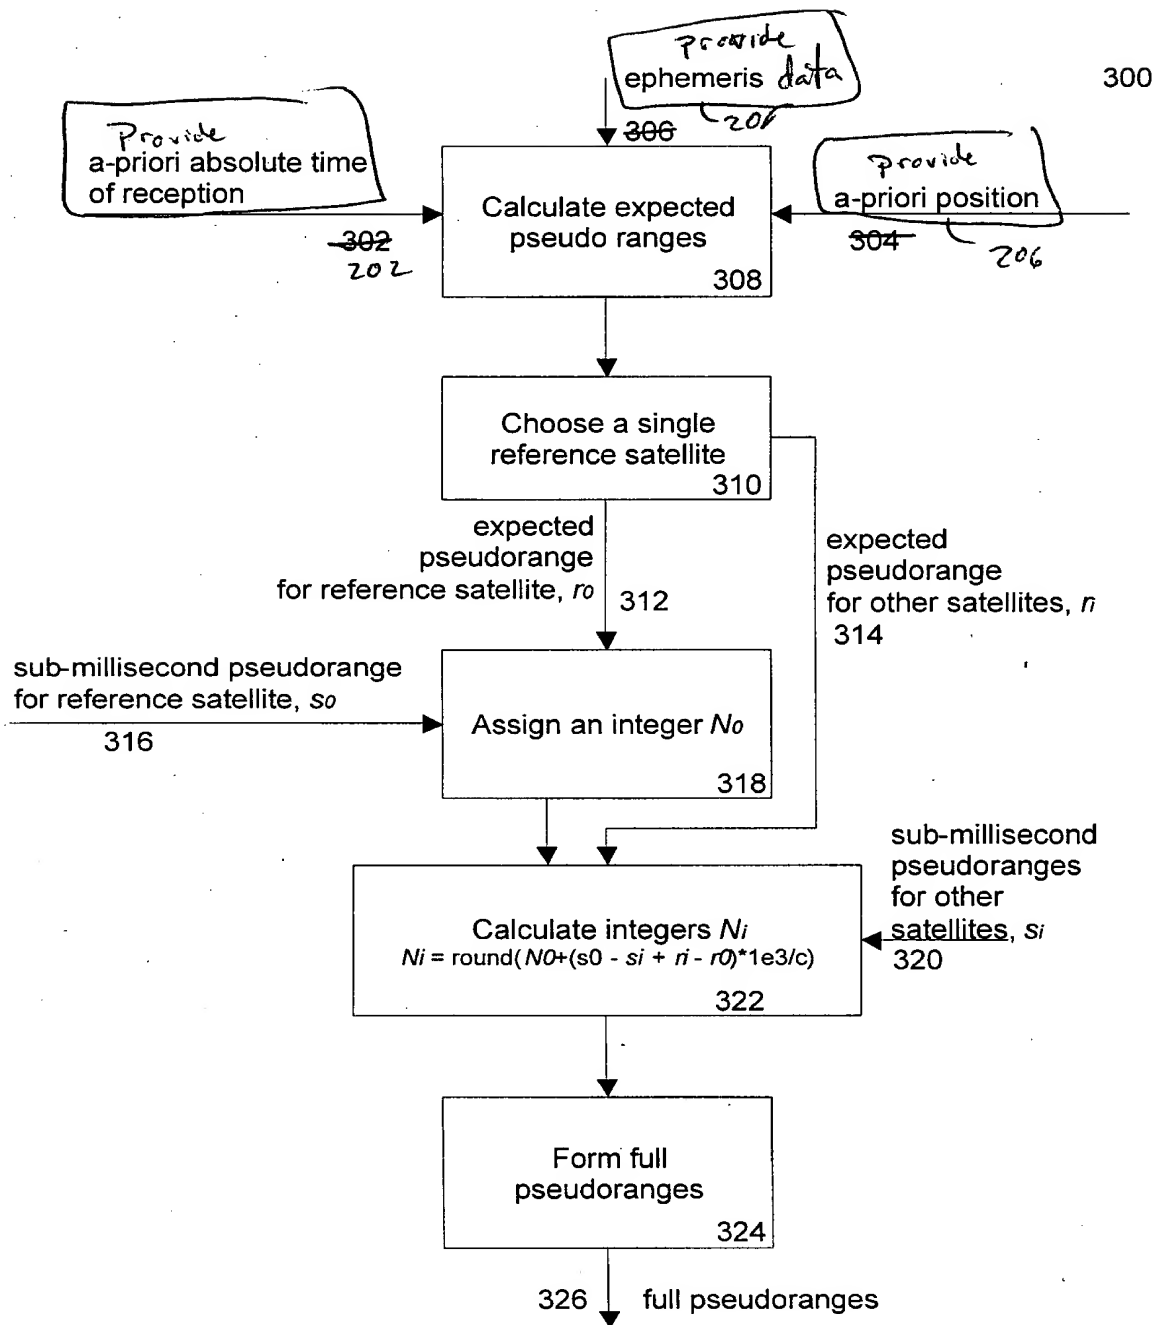 provide
ephemeris data
300
306
Provide
a-priori absolute time
of reception
302
202
provide
a-priori position
304
206
Calculate expected
pseudo ranges
308
Choose a single
reference satellite
310
expected
pseudorange
for reference satellite, r0
312
expected
pseudorange
for other satellites, ri
314
sub-millisecond pseudorange
for reference satellite, s0
316
Assign an integer N0
318
sub-millisecond
pseudoranges
for other
satellites, si
320
Calculate integers Ni
Ni = round(N0+(s0 - si + ri - r0)*1e3/c)
322
Form full
pseudoranges
324
326
full pseudoranges